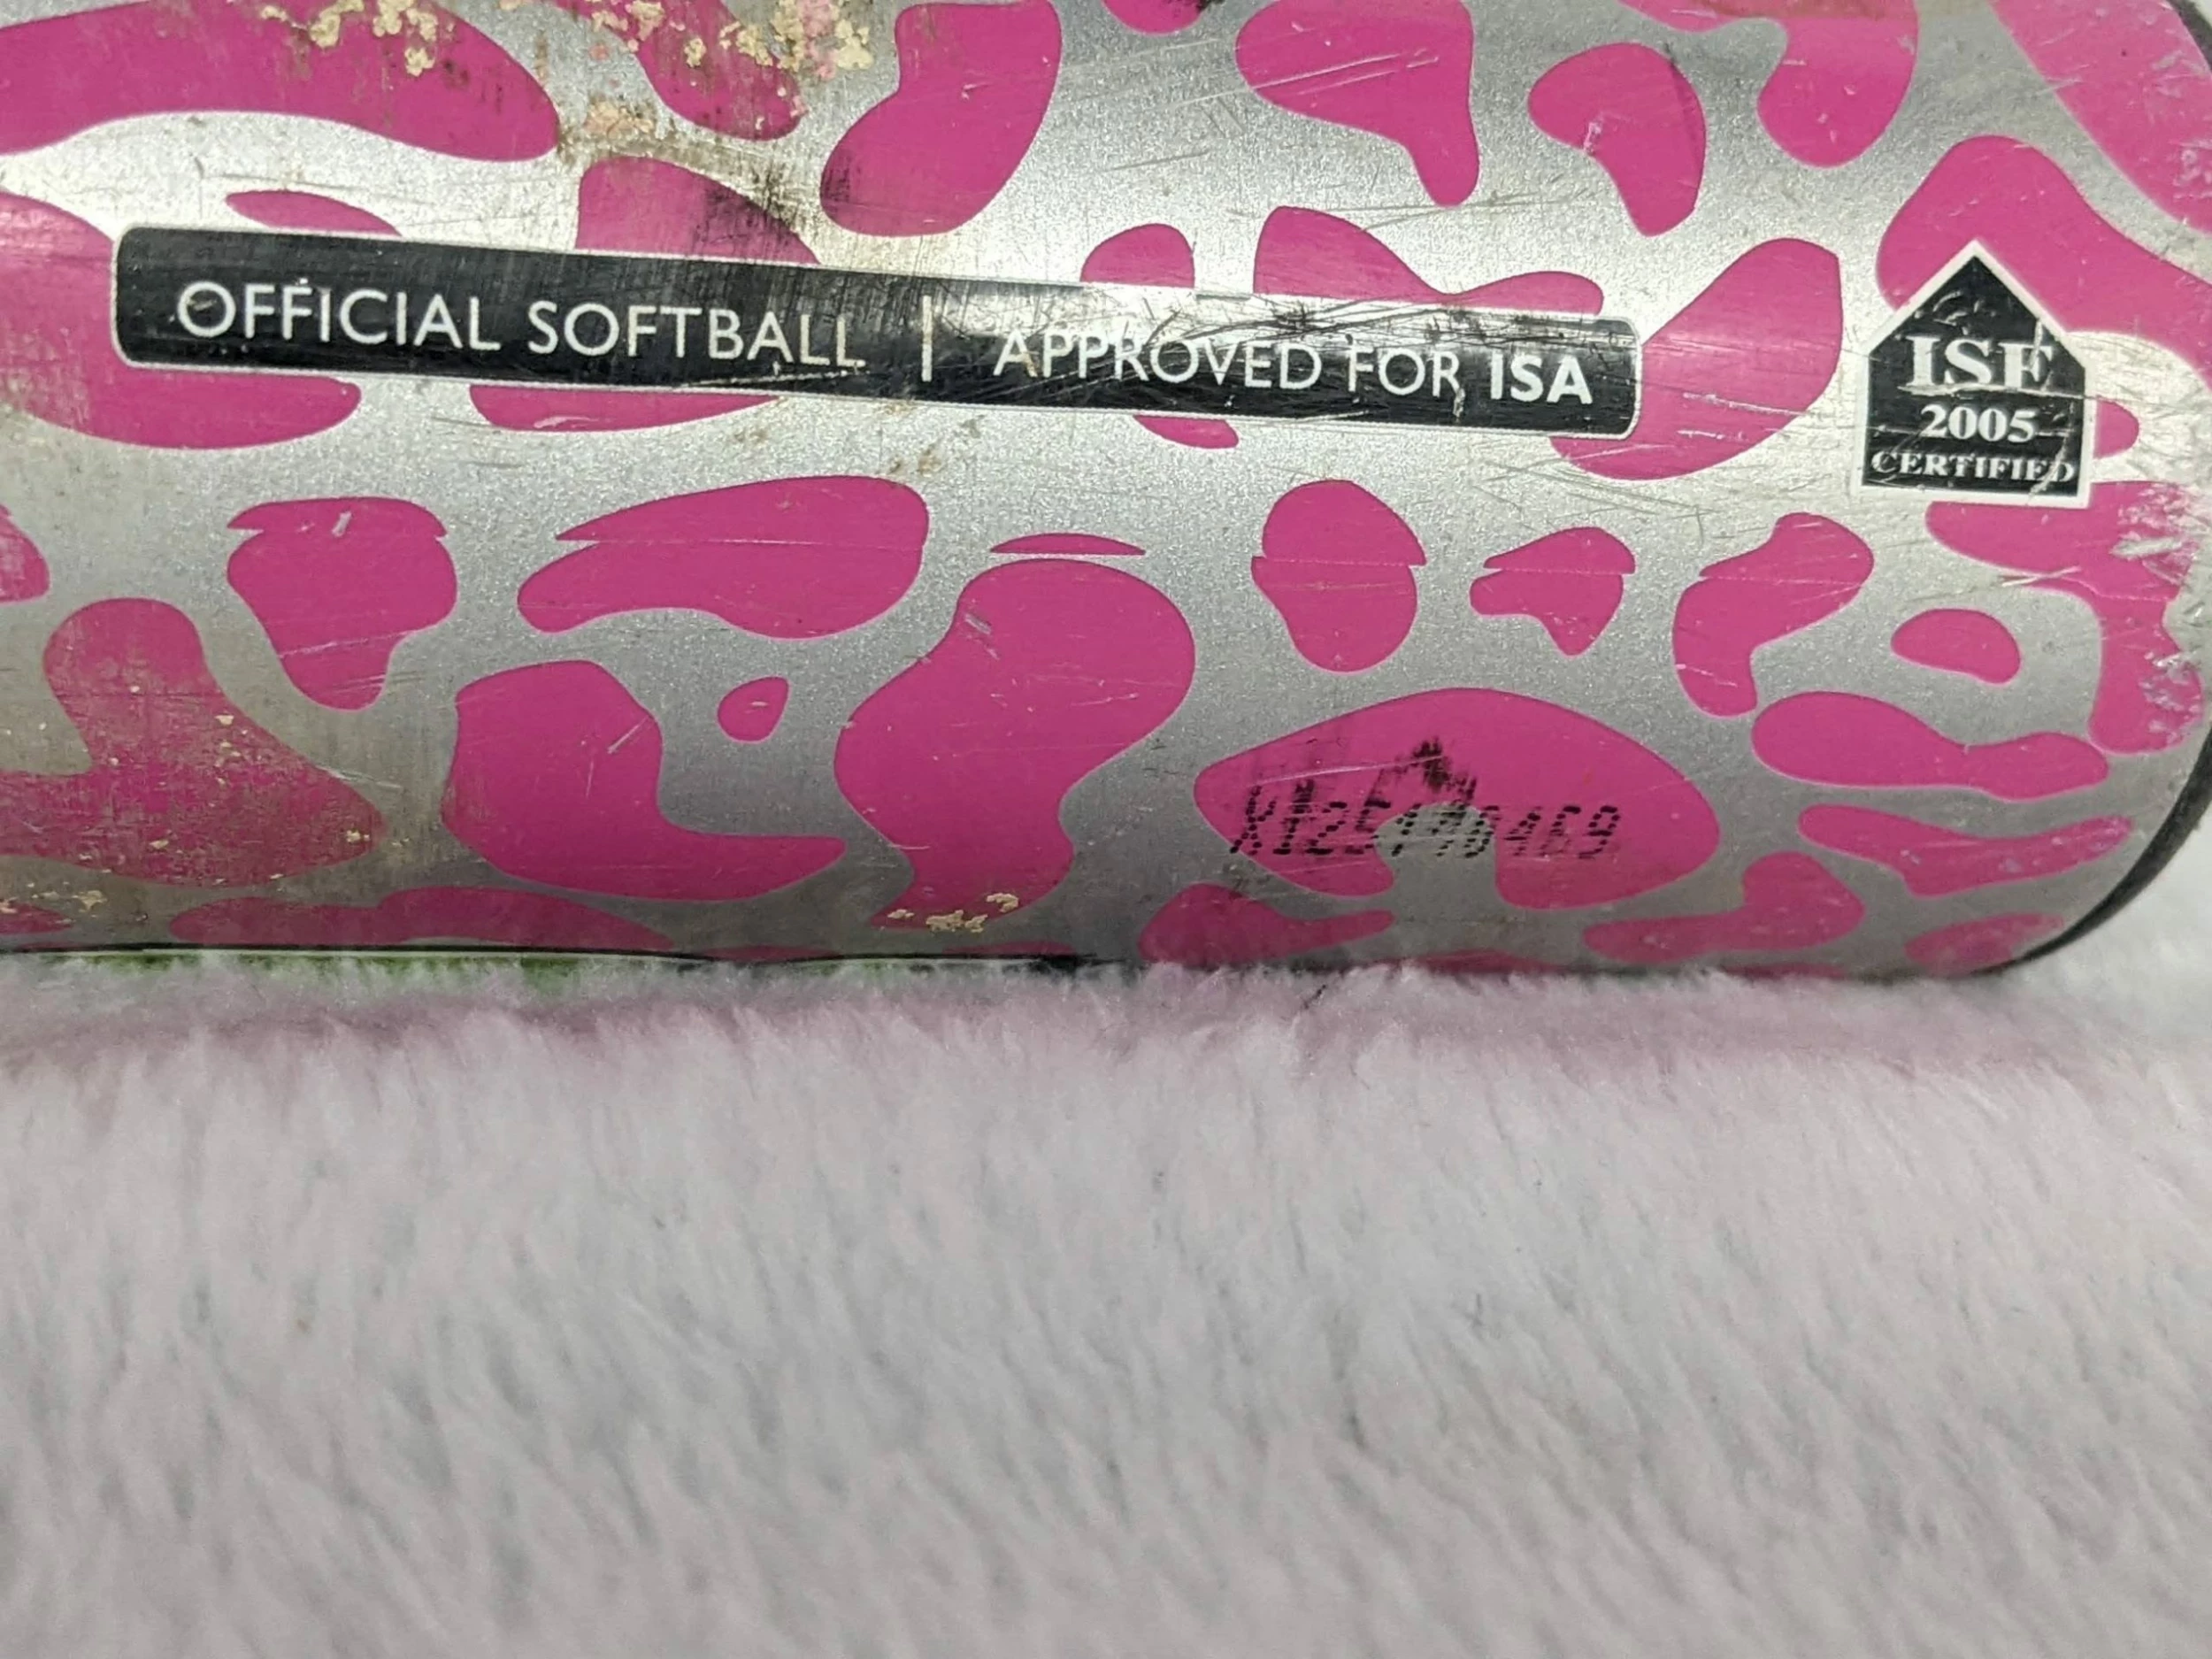 OFFICIAL SOFTBALL | APPROVED FOR ISA
ISF
2005
CERTIFIED